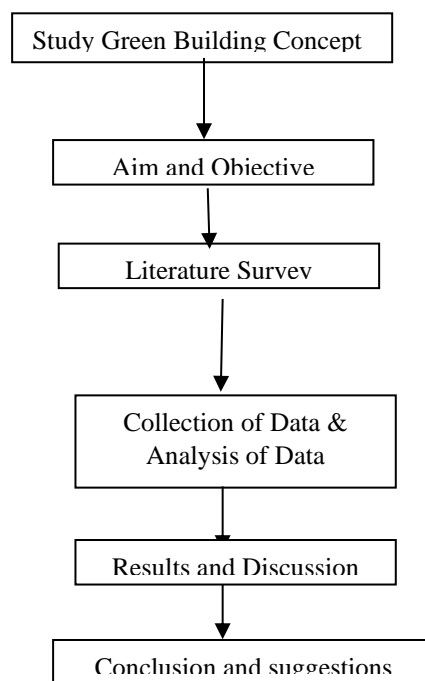 Study Green Building Concept
Aim and Objective
Literature Survey
Collection of Data &
Analysis of Data
Results and Discussion
Conclusion and suggestions